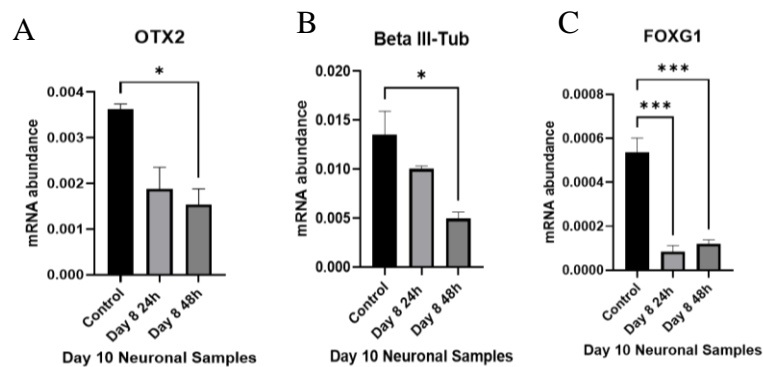 A
OTX2
*
0.004
0.003
0.002
0.001
0.000
mRNA abundance
Control
Day 8 24h
Day 8 48h
Day 10 Neuronal Samples
B
Beta III-Tub
*
0.020
0.015
0.010
0.005
0.000
mRNA abundance
Control
Day 8 24h
Day 8 48h
Day 10 Neuronal Samples
C
FOXG1
***
***
0.0008
0.0006
0.0004
0.0002
0.0000
mRNA abundance
Control
Day 8 24h
Day 8 48h
Day 10 Neuronal Samples